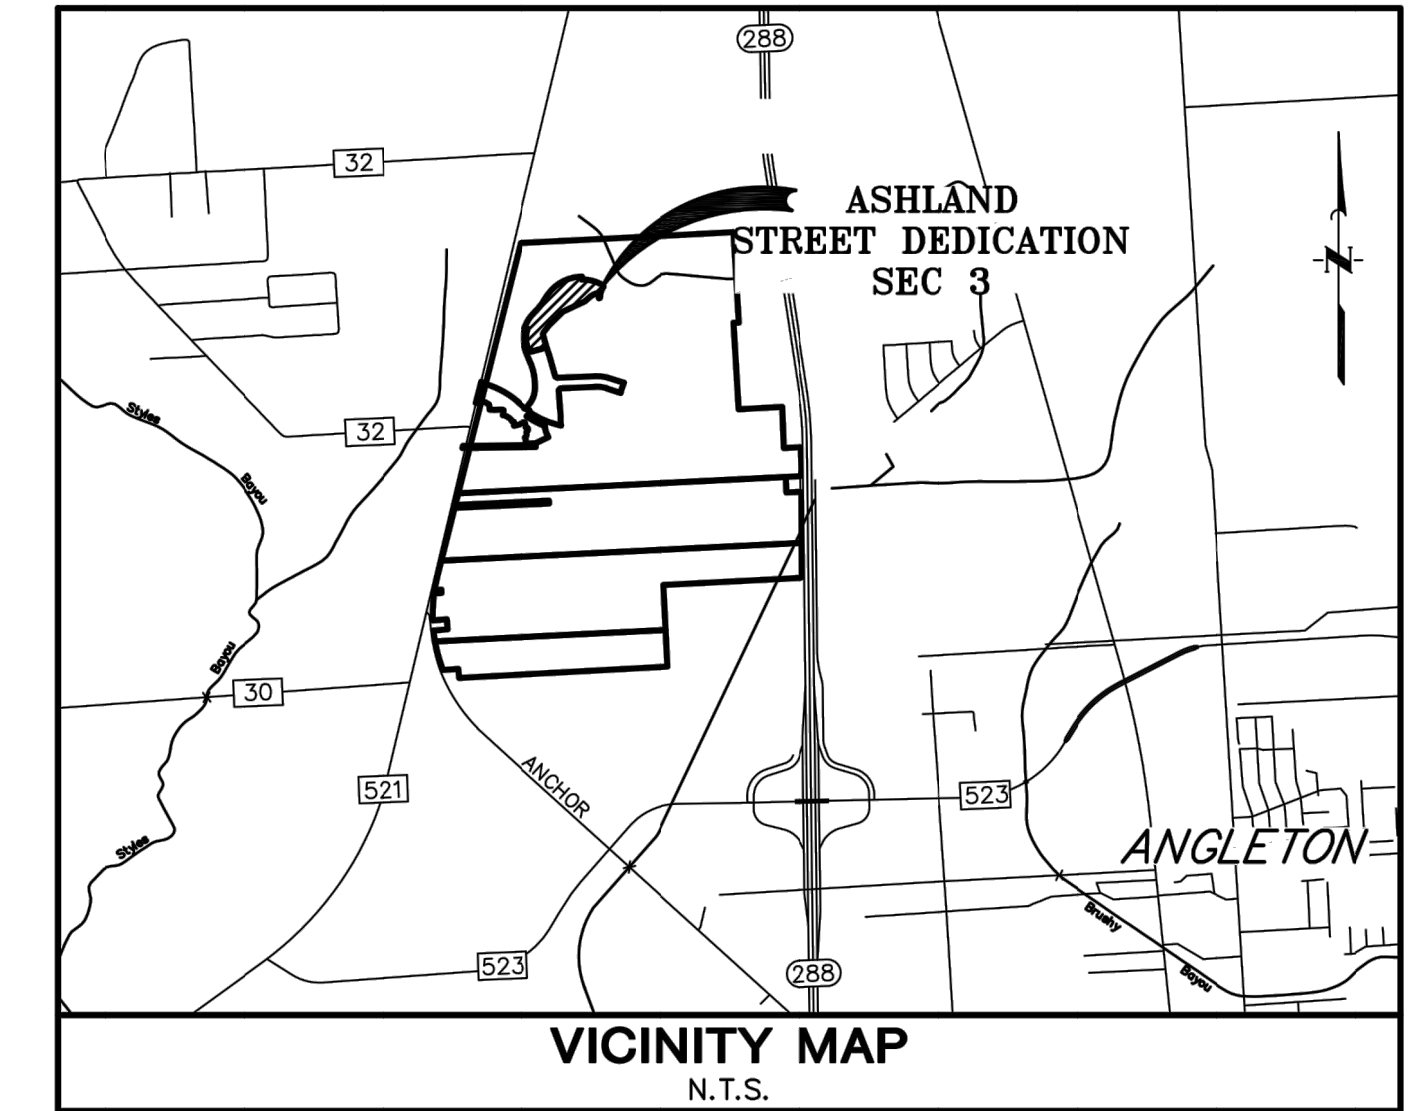 288
32
ASHLAND
STREET DEDICATION
SEC 3
N
Styles
32
Bayou
Bayou
30
521
ANCHOR
523
Styles
ANGLETON
Brushy
523
288
Bayou
VICINITY MAP
N.T.S.